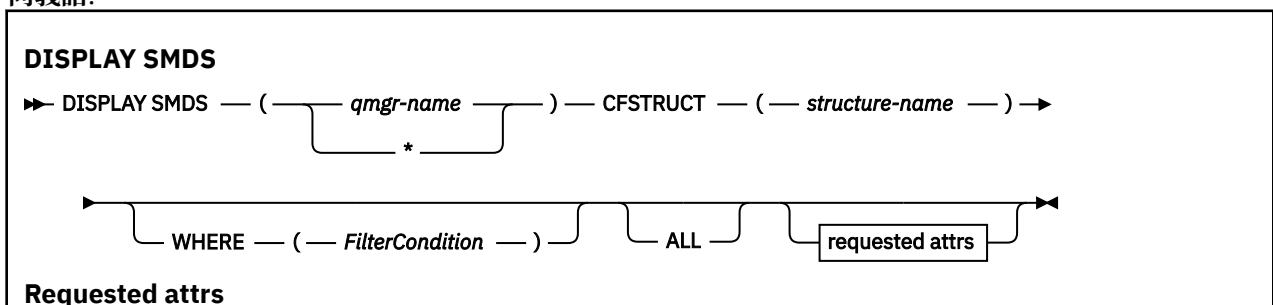 DISPLAY SMDS
DISPLAY SMDS ( qmgr-name ) CFSTRUCT ( structure-name )
*
WHERE ( FilterCondition ) ALL requested attrs
Requested attrs